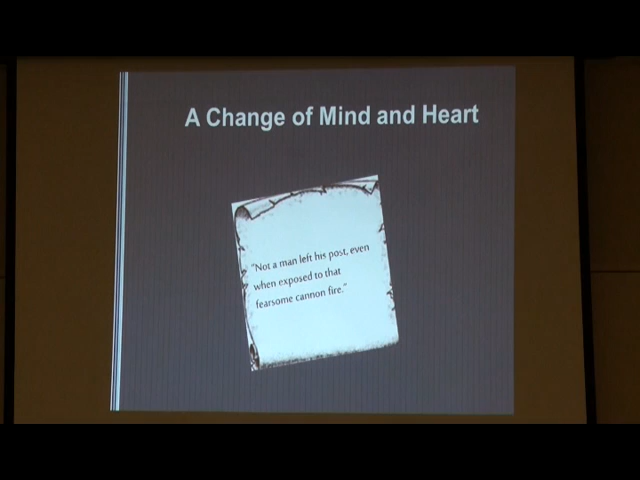 A Change of Mind and Heart
"Not a man left his post, even
when exposed to that
fearsome cannon fire."